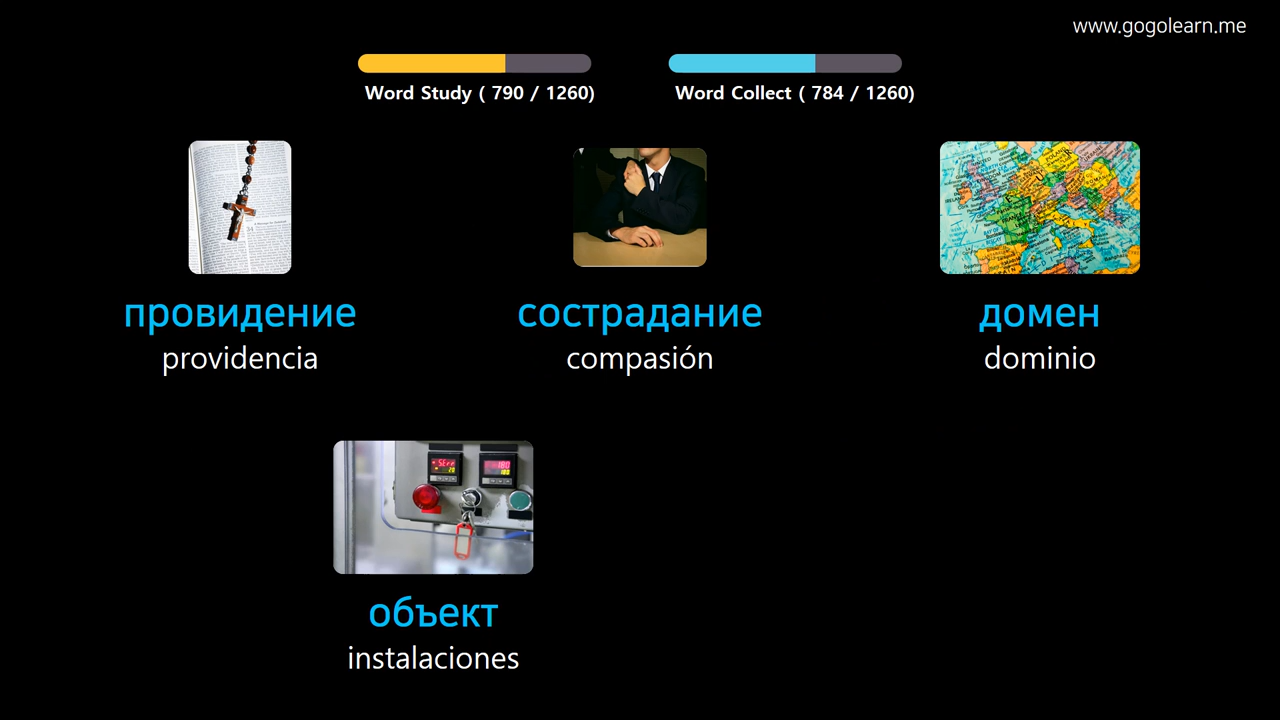 www.gogolearn.me
Word Study ( 790 / 1260)
Word Collect ( 784 / 1260)
провидение
providencia
сострадание
compasión
домен
dominio
объект
instalaciones